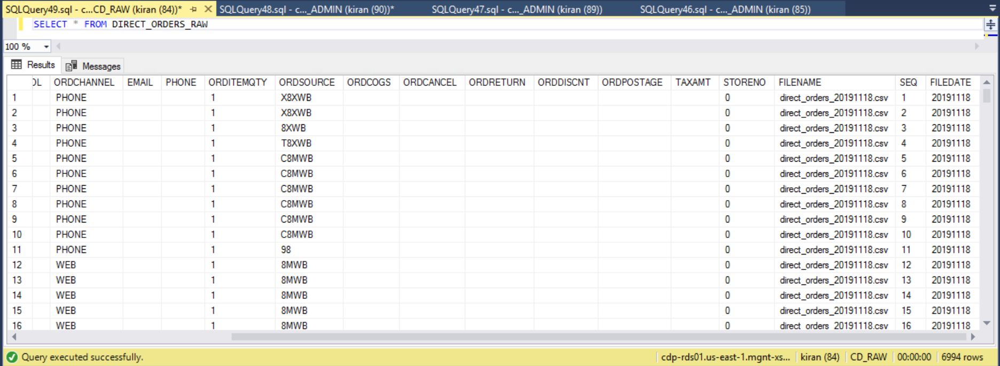 SQLQuery49.sql - c...CD_RAW (kiran (84))* SQLQuery48.sql - c..._ADMIN (kiran (90))* SQLQuery47.sql - c..._ADMIN (kiran (89)) SQLQuery46.sql - c..._ADMIN (kiran (85))
SELECT * FROM DIRECT_ORDERS_RAW
100 %
Results Messages
OL ORDCHANNEL EMAIL PHONE ORDITEMQTY ORDSOURCE ORDCOGS ORDCANCEL ORDRETURN ORDDISCNT ORDPOSTAGE TAXAMT STORENO FILENAME SEQ FILEDATE
1 PHONE 1 X8XWB 0 direct_orders_20191118.csv 1 20191118
2 PHONE 1 X8XWB 0 direct_orders_20191118.csv 2 20191118
3 PHONE 1 8XWB 0 direct_orders_20191118.csv 3 20191118
4 PHONE 1 T8XWB 0 direct_orders_20191118.csv 4 20191118
5 PHONE 1 C8MWB 0 direct_orders_20191118.csv 5 20191118
6 PHONE 1 C8MWB 0 direct_orders_20191118.csv 6 20191118
7 PHONE 1 C8MWB 0 direct_orders_20191118.csv 7 20191118
8 PHONE 1 C8MWB 0 direct_orders_20191118.csv 8 20191118
9 PHONE 1 C8MWB 0 direct_orders_20191118.csv 9 20191118
10 PHONE 1 C8MWB 0 direct_orders_20191118.csv 10 20191118
11 PHONE 1 98 0 direct_orders_20191118.csv 11 20191118
12 WEB 1 8MWB 0 direct_orders_20191118.csv 12 20191118
13 WEB 1 8MWB 0 direct_orders_20191118.csv 13 20191118
14 WEB 1 8MWB 0 direct_orders_20191118.csv 14 20191118
15 WEB 1 8MWB 0 direct_orders_20191118.csv 15 20191118
16 WEB 1 8MWB 0 direct_orders_20191118.csv 16 20191118
Query executed successfully. cdp-rds01.us-east-1.mgnt-xs... kiran (84) CD_RAW 00:00:00 6994 rows